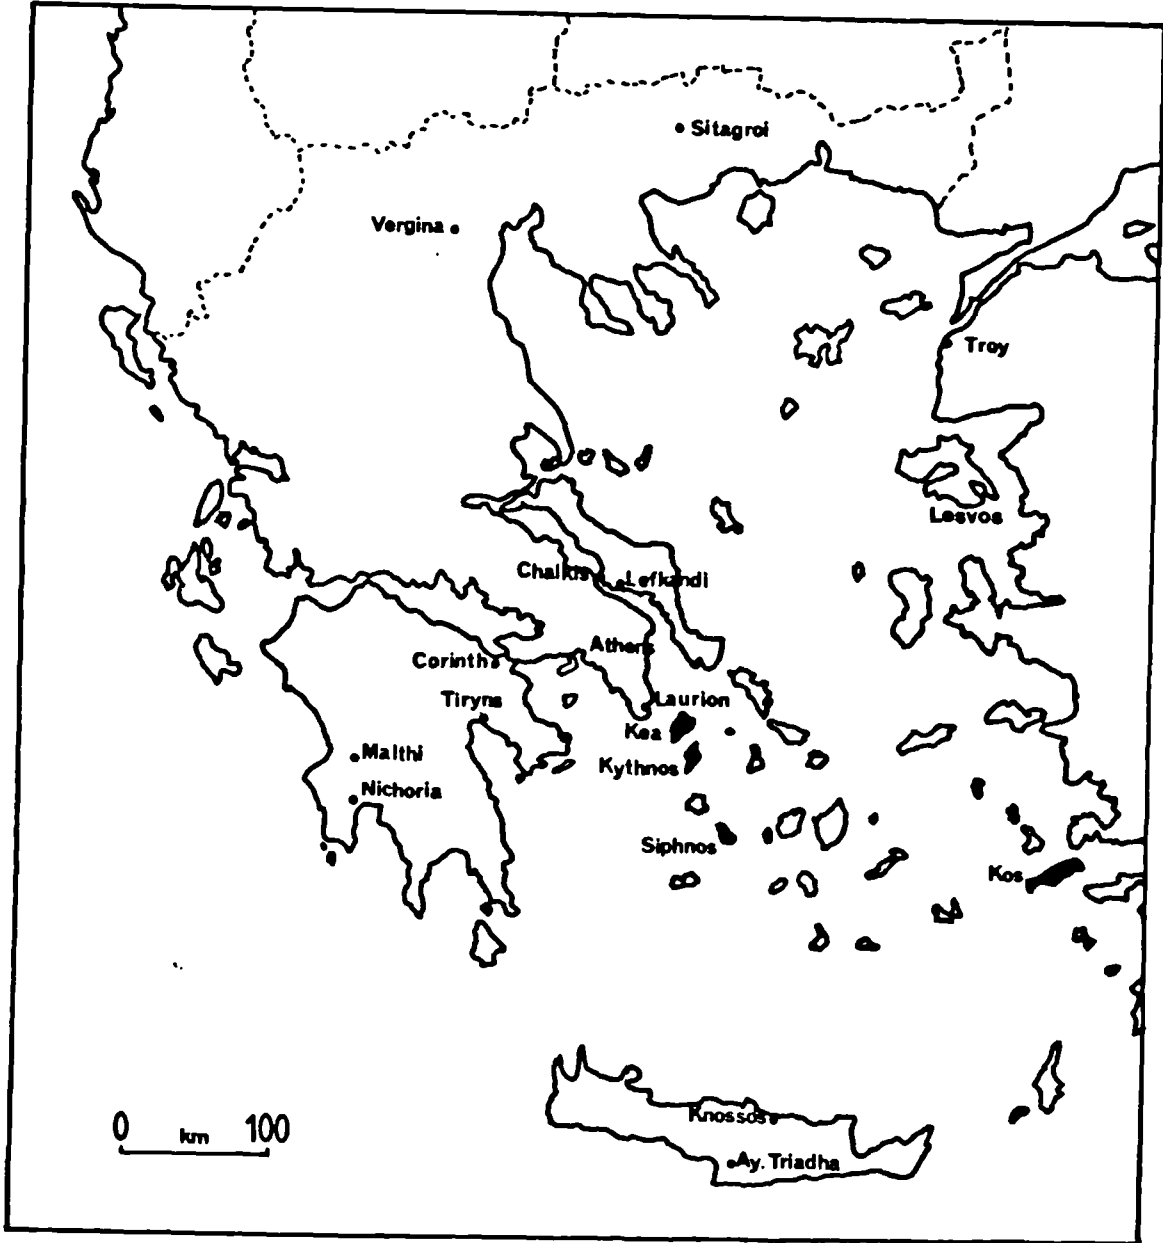 Sitagroi
Vergina
Troy
Lesvos
Chalkis
Lefkandi
Athens
Corinth
Tiryns
Laurion
Kea
Malthi
Kythnos
Nichoria
Siphnos
Kos
Knossos
Ay. Triadha
0 km 100